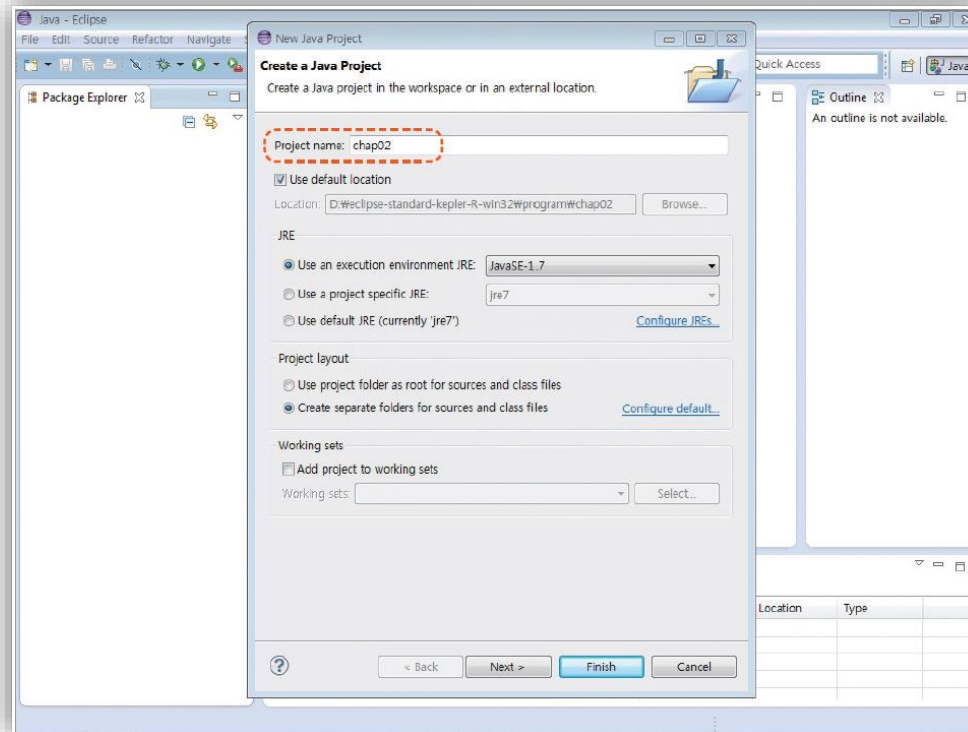 Java - Eclipse
File Edit Source Refactor Navigate
Quick Access
Java
Package Explorer
Outline
An outline is not available.
New Java Project
Create a Java Project
Create a Java project in the workspace or in an external location.
Project name: chap02
Use default location
Location: D:₩eclipse-standard-kepler-R-win32₩program₩chap02 Browse...
JRE
Use an execution environment JRE: JavaSE-1.7
Use a project specific JRE: jre7
Use default JRE (currently 'jre7') Configure JREs...
Project layout
Use project folder as root for sources and class files
Create separate folders for sources and class files Configure default...
Working sets
Add project to working sets
Working sets: Select...
Location Type
? < Back Next > Finish Cancel